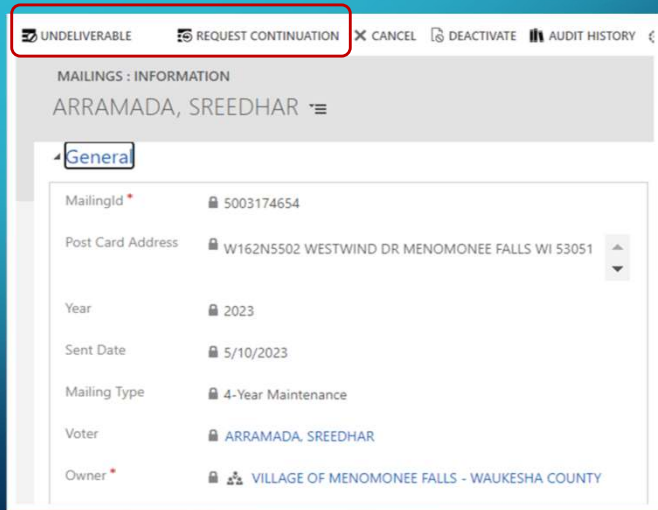 UNDELIVERABLE REQUEST CONTINUATION CANCEL DEACTIVATE AUDIT HISTORY
MAILINGS : INFORMATION
ARRAMADA, SREEDHAR
General
MailingId * 5003174654
Post Card Address W162N5502 WESTWIND DR MENOMONEE FALLS WI 53051
Year 2023
Sent Date 5/10/2023
Mailing Type 4-Year Maintenance
Voter ARRAMADA, SREEDHAR
Owner * VILLAGE OF MENOMONEE FALLS - WAUKESHA COUNTY